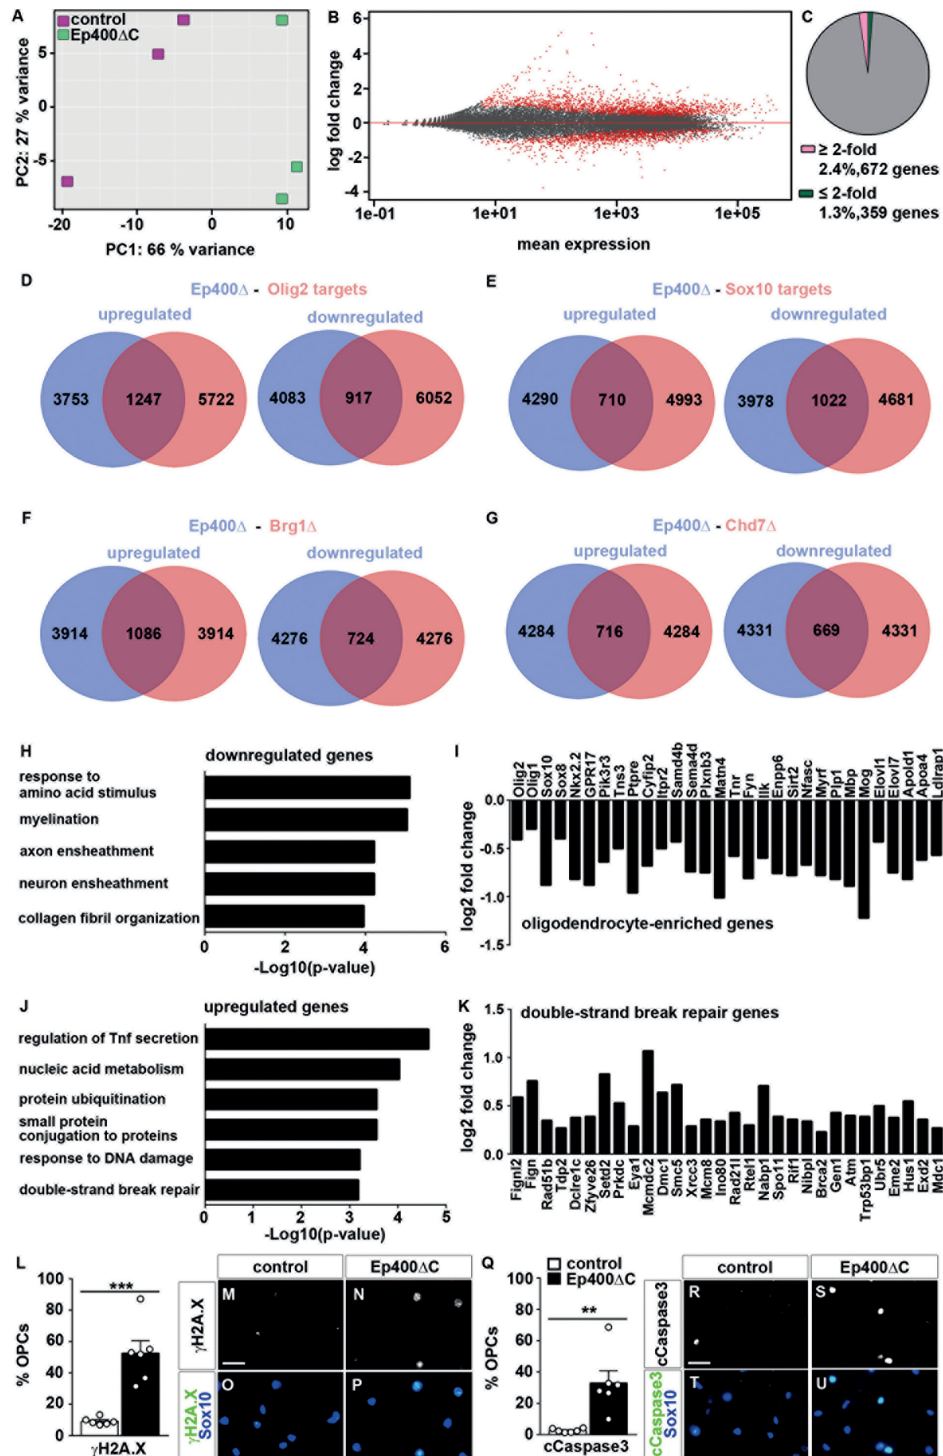 A
control
Ep400ΔC
PC2: 27 % variance
5
0
-5
-20
-10
0
10
PC1: 66 % variance
B
log fold change
6
4
2
0
-2
-4
1e-01
1e+01
1e+03
1e+05
mean expression
C
≥ 2-fold
2.4%,672 genes
≤ 2-fold
1.3%,359 genes
D
Ep400Δ - Olig2 targets
upregulated
downregulated
3753 1247 5722
4083 917 6052
E
Ep400Δ - Sox10 targets
upregulated
downregulated
4290 710 4993
3978 1022 4681
F
Ep400Δ - Brg1Δ
upregulated
downregulated
3914 1086 3914
4276 724 4276
G
Ep400Δ - Chd7Δ
upregulated
downregulated
4284 716 4284
4331 669 4331
H
downregulated genes
response to
amino acid stimulus
myelination
axon ensheathment
neuron ensheathment
collagen fibril organization
0 2 4 6
-Log10(p-value)
I
Olig2
Olig1
Sox10
Sox8
Nkx2.2
GPR17
Pik3r3
Tns3
Ptpre
Cyfip2
Itpr2
Samd4b
Sema4d
Plxnb3
Matn4
Tnr
Fyn
Ilk
Enpp6
Sirt2
Nfasc
Myrf
Plp1
Mbp
Mog
Elovl1
Elovl7
Apold1
Apoa4
Ldlrap1
log2 fold change
0.0
-0.5
-1.0
-1.5
oligodendrocyte-enriched genes
J
upregulated genes
regulation of Tnf secretion
nucleic acid metabolism
protein ubiquitination
small protein
conjugation to proteins
response to DNA damage
double-strand break repair
0 1 2 3 4 5
-Log10(p-value)
K
double-strand break repair genes
log2 fold change
1.5
1.0
0.5
0.0
Fignl2
Fign
Rad51b
Tdp2
Dclre1c
Zfyve26
Setd2
Prkdc
Eya1
Mcmdc2
Dmc1
Smc5
Xrcc3
Mcm8
Ino80
Rad21l
Rtel1
Nabp1
Spo11
Rif1
Nibpl
Brca2
Gen1
Atm
Trp53bp1
Ubr5
Eme2
Hus1
Exd2
Mdc1
L
% OPCs
100
80
60
40
20
0
***
γH2A.X
control
Ep400ΔC
γH2A.X
M
N
γH2A.X
Sox10
O
P
Q
control
Ep400ΔC
% OPCs
100
80
60
40
20
0
**
cCaspase3
control
Ep400ΔC
cCaspase3
R
S
cCaspase3
Sox10
T
U